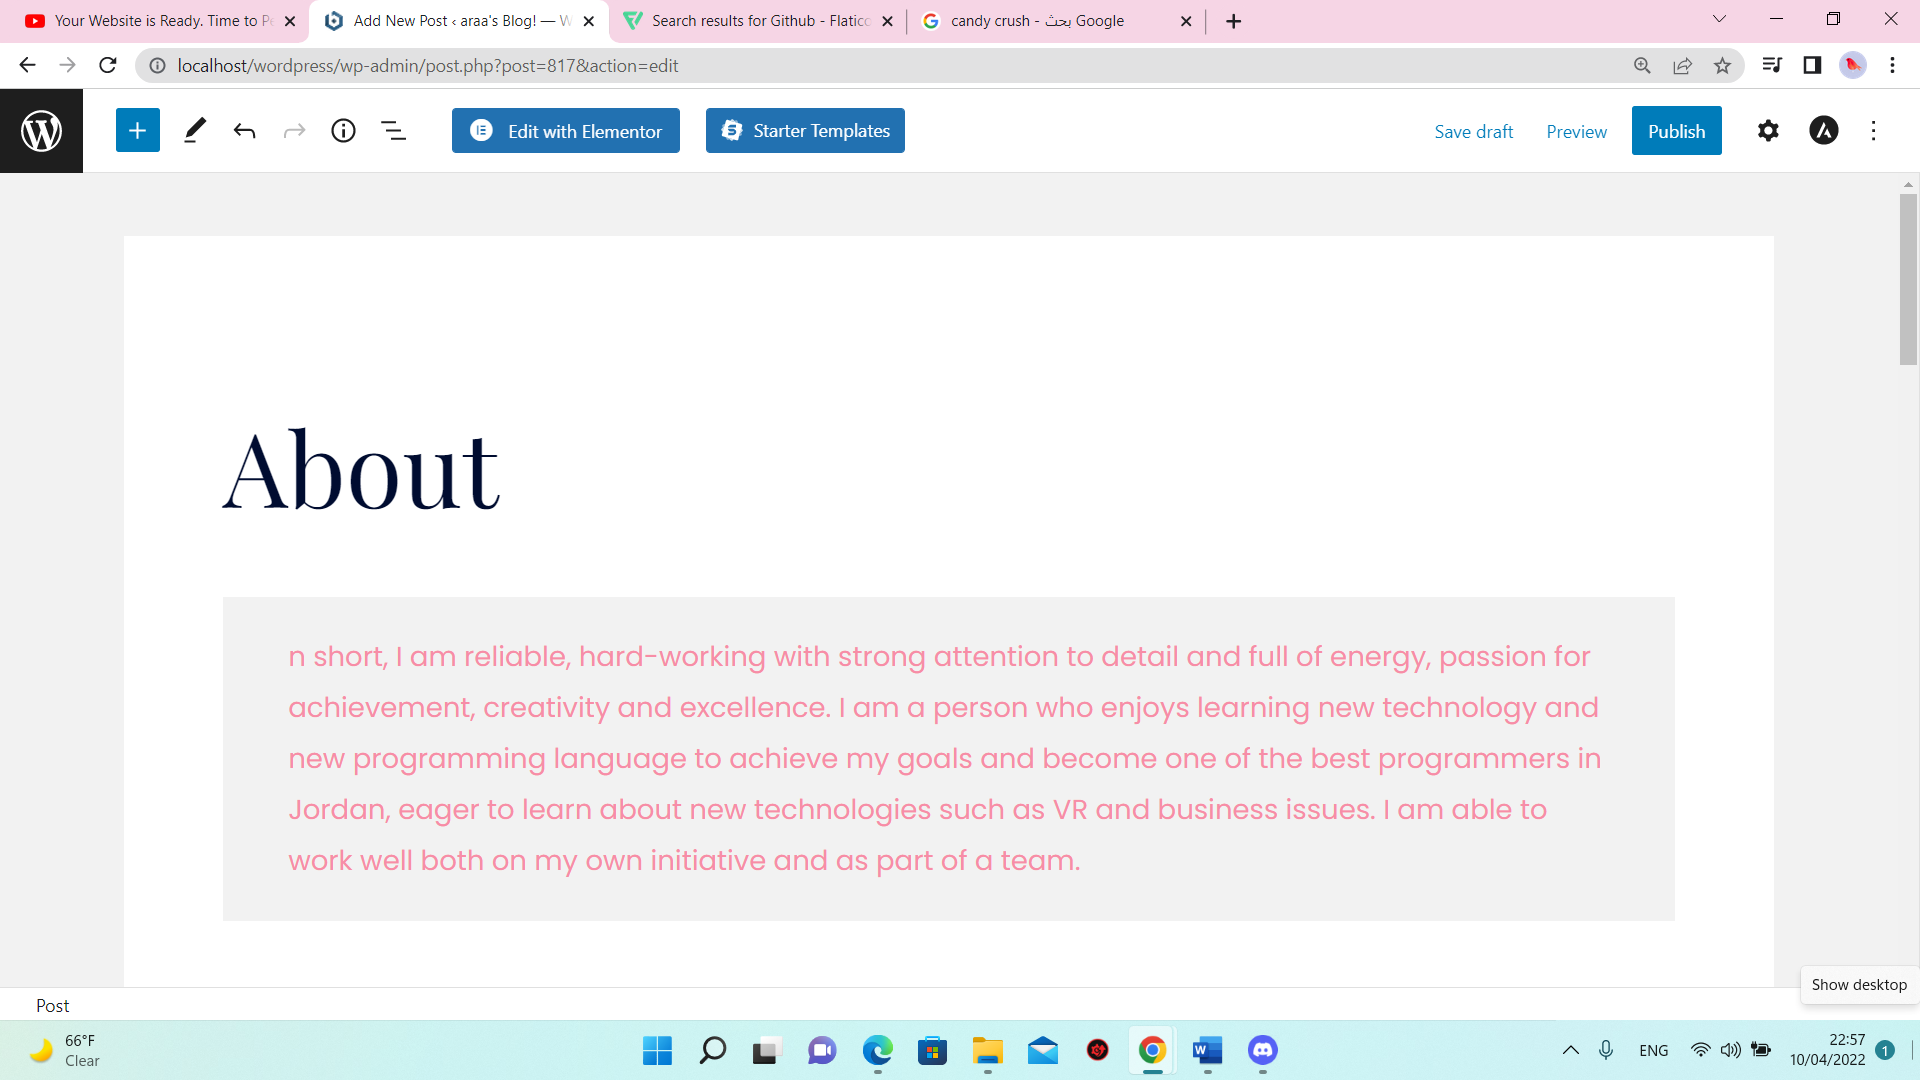 Your Website is Ready. Time to Pe
Add New Post ‹ araa's Blog! — W
Search results for Github - Flatico
candy crush - بحث Google
localhost/wordpress/wp-admin/post.php?post=817&action=edit
Edit with Elementor
Starter Templates
Save draft
Preview
Publish
About
n short, I am reliable, hard-working with strong attention to detail and full of energy, passion for
achievement, creativity and excellence. I am a person who enjoys learning new technology and
new programming language to achieve my goals and become one of the best programmers in
Jordan, eager to learn about new technologies such as VR and business issues. I am able to
work well both on my own initiative and as part of a team.
Show desktop
Post
66°F
Clear
ENG
22:57
10/04/2022
1